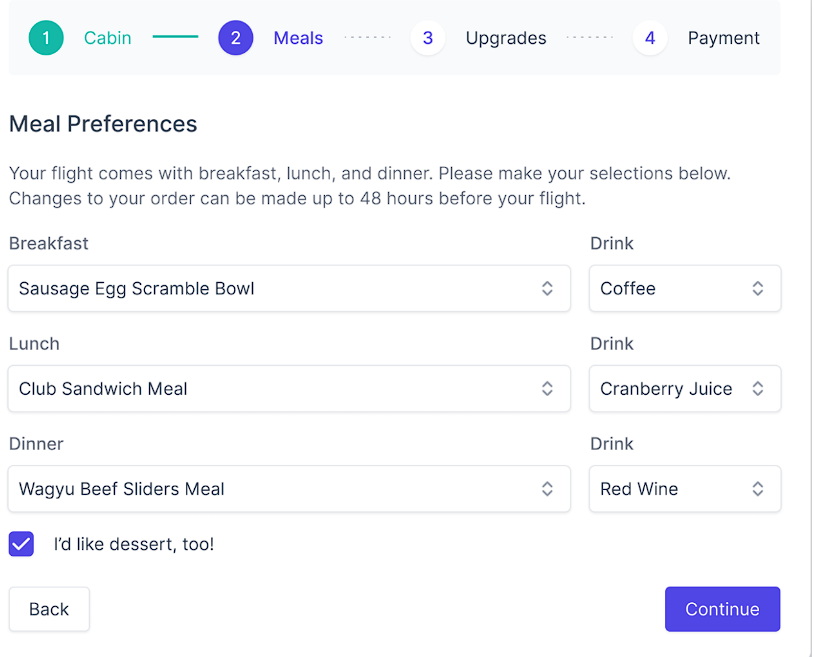 1 Cabin 2 Meals 3 Upgrades 4 Payment
Meal Preferences
Your flight comes with breakfast, lunch, and dinner. Please make your selections below.
Changes to your order can be made up to 48 hours before your flight.
Breakfast Drink
Sausage Egg Scramble Bowl Coffee
Lunch Drink
Club Sandwich Meal Cranberry Juice
Dinner Drink
Wagyu Beef Sliders Meal Red Wine
I’d like dessert, too!
Back Continue